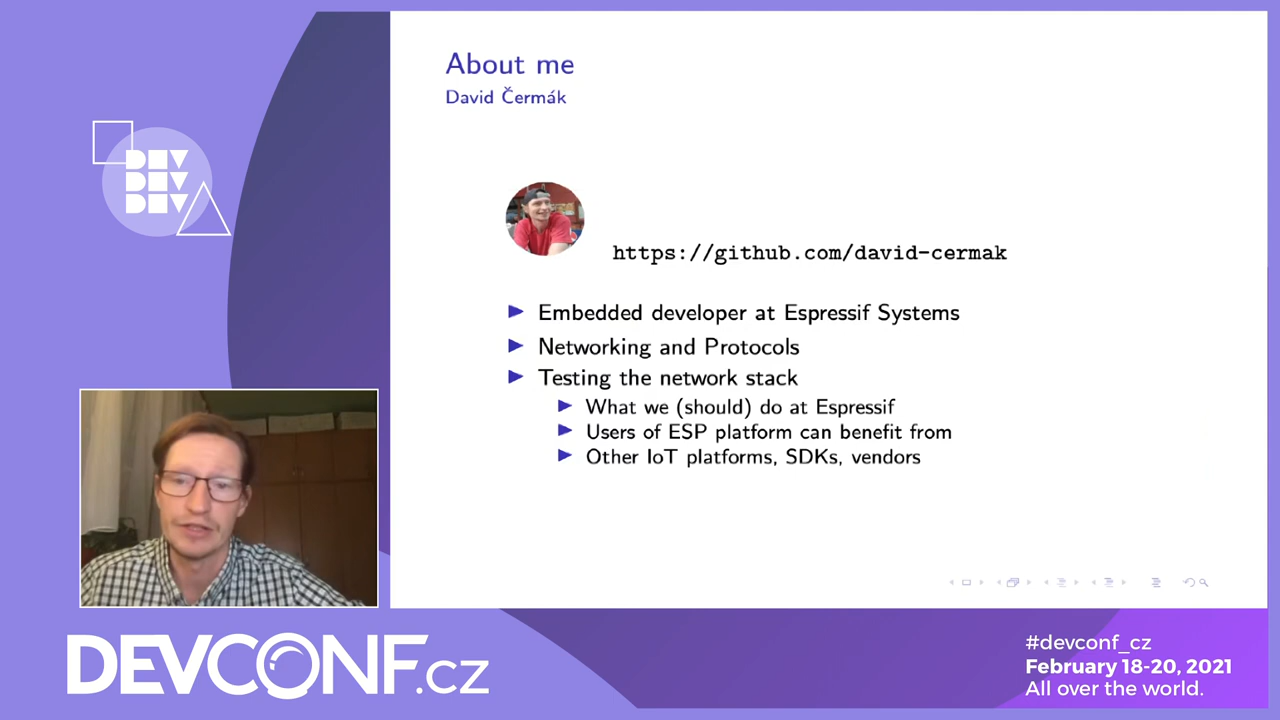 About me
David Čermák
DEV
DEV
DEV
https://github.com/david-cermak
Embedded developer at Espressif Systems
Networking and Protocols
Testing the network stack
What we (should) do at Espressif
Users of ESP platform can benefit from
Other IoT platforms, SDKs, vendors
DEVCONF.cz
#devconf_cz
February 18-20, 2021
All over the world.